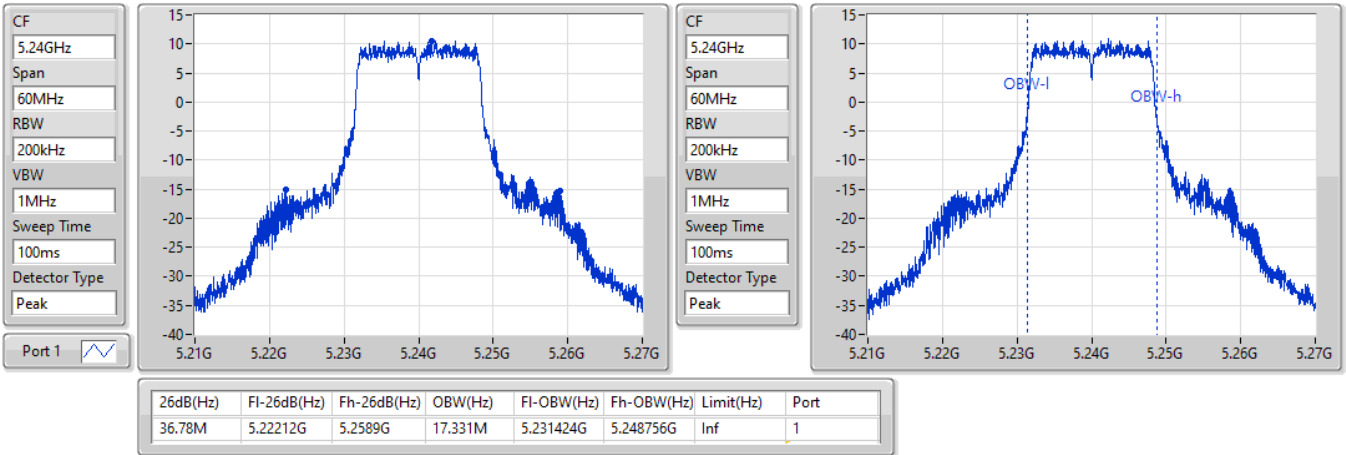 CF
5.24GHz
Span
60MHz
RBW
200kHz
VBW
1MHz
Sweep Time
100ms
Detector Type
Peak
Port 1
15
10
5
0
-5
-10
-15
-20
-25
-30
-35
-40
5.21G 5.22G 5.23G 5.24G 5.25G 5.26G 5.27G
CF
5.24GHz
Span
60MHz
RBW
200kHz
VBW
1MHz
Sweep Time
100ms
Detector Type
Peak
15
10
5
0
-5
-10
-15
-20
-25
-30
-35
-40
OBW-l
OBW-h
5.21G 5.22G 5.23G 5.24G 5.25G 5.26G 5.27G
26dB(Hz) Fl-26dB(Hz) Fh-26dB(Hz) OBW(Hz) Fl-OBW(Hz) Fh-OBW(Hz) Limit(Hz) Port
36.78M 5.22212G 5.2589G 17.331M 5.231424G 5.248756G Inf 1